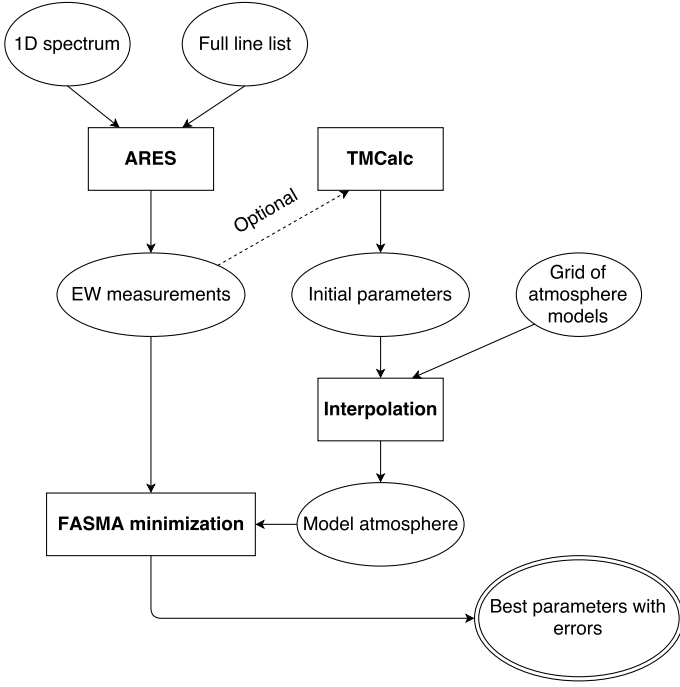 1D spectrum
Full line list
ARES
TMCalc
Optional
EW measurements
Initial parameters
Grid of
atmosphere
models
Interpolation
FASMA minimization
Model atmosphere
Best parameters with
errors